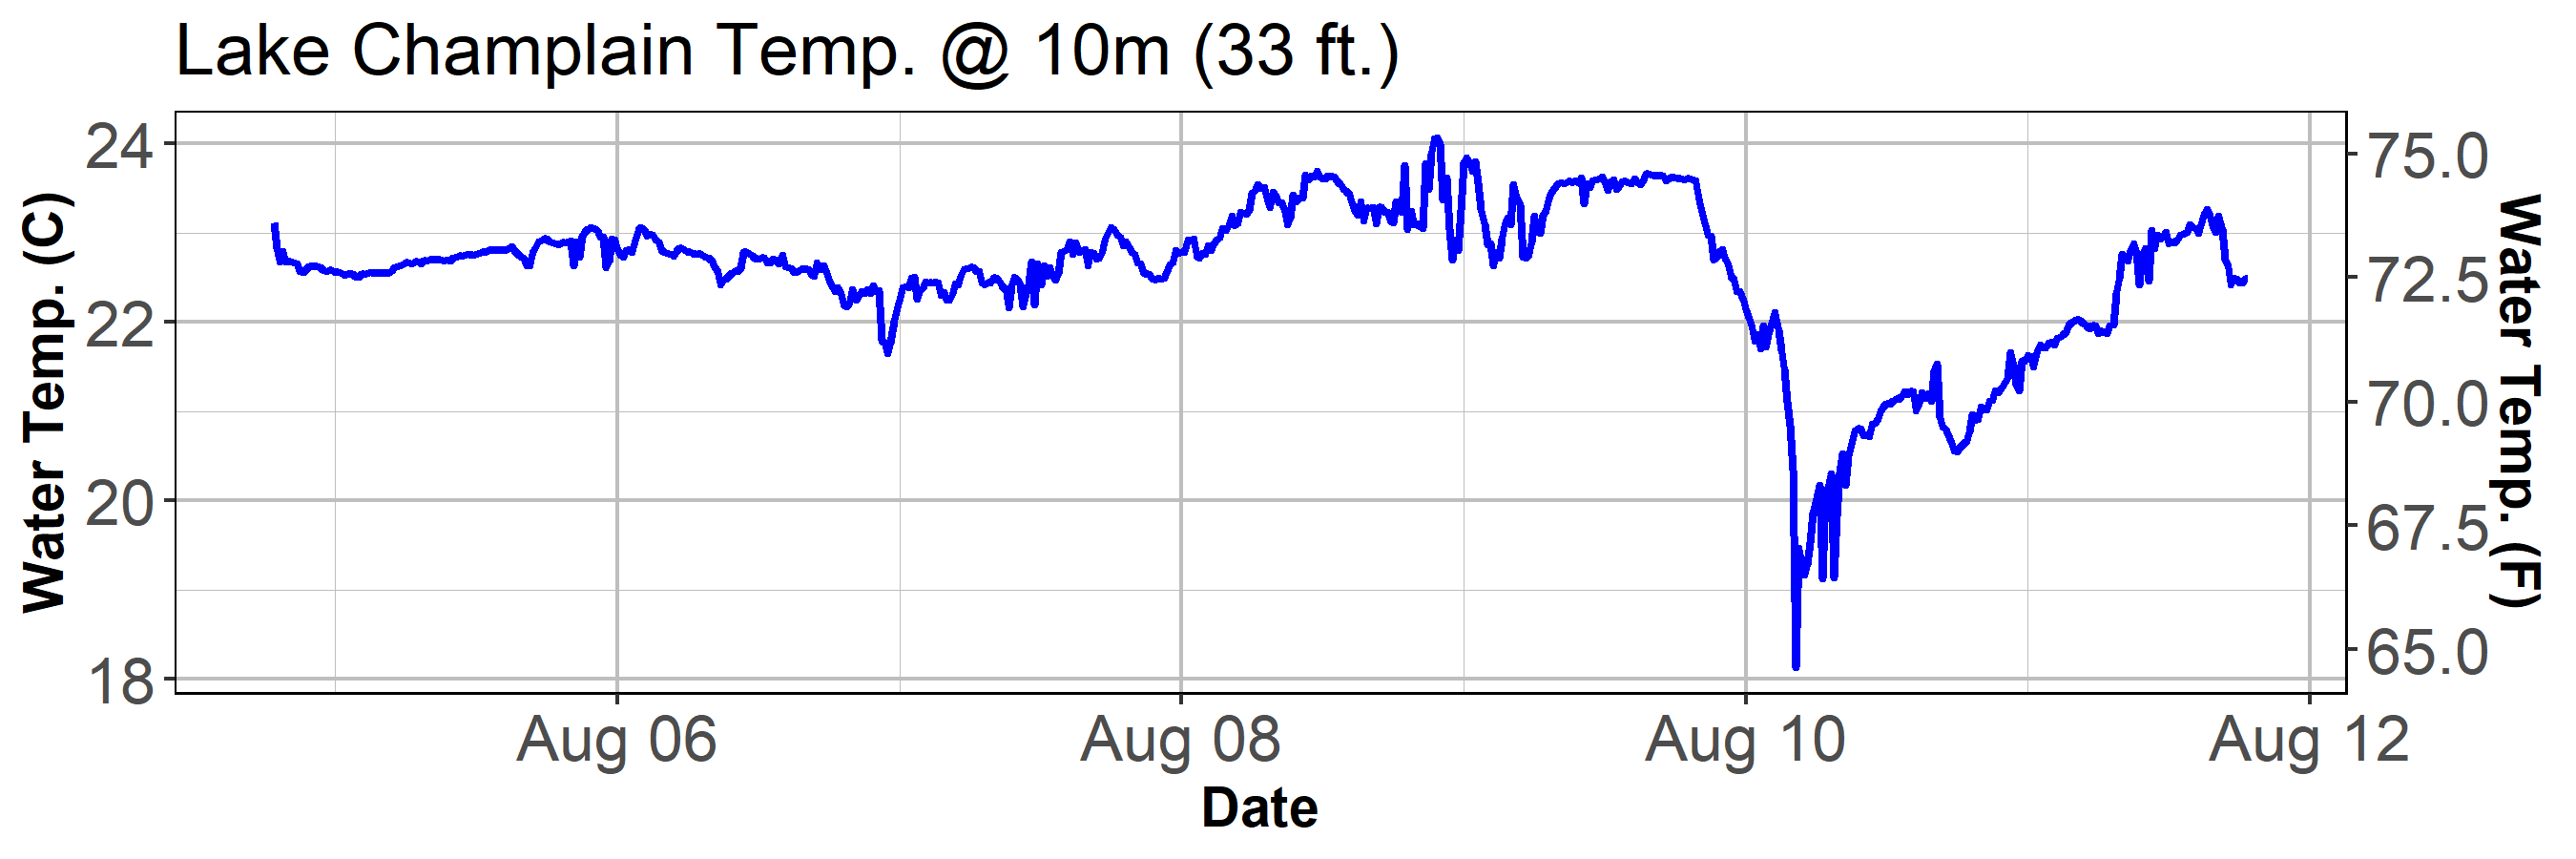 Lake Champlain Temp. @ 10m (33 ft.)
Water Temp. (C)
24
22
20
18
75.0
72.5
70.0
67.5
65.0
Water Temp. (F)
Aug 06 Aug 08 Aug 10 Aug 12
Date